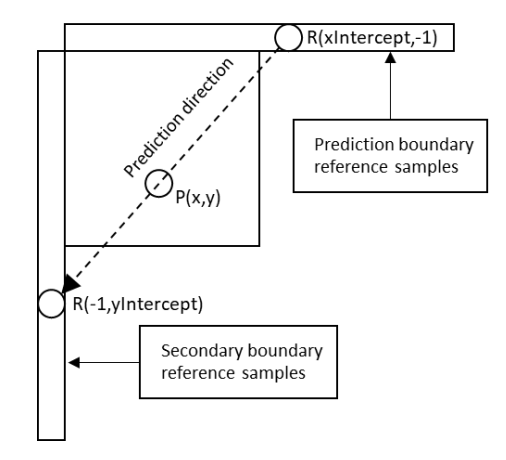 R(xIntercept,-1)
Prediction direction
Prediction boundary
reference samples
P(x,y)
R(-1,yIntercept)
Secondary boundary
reference samples